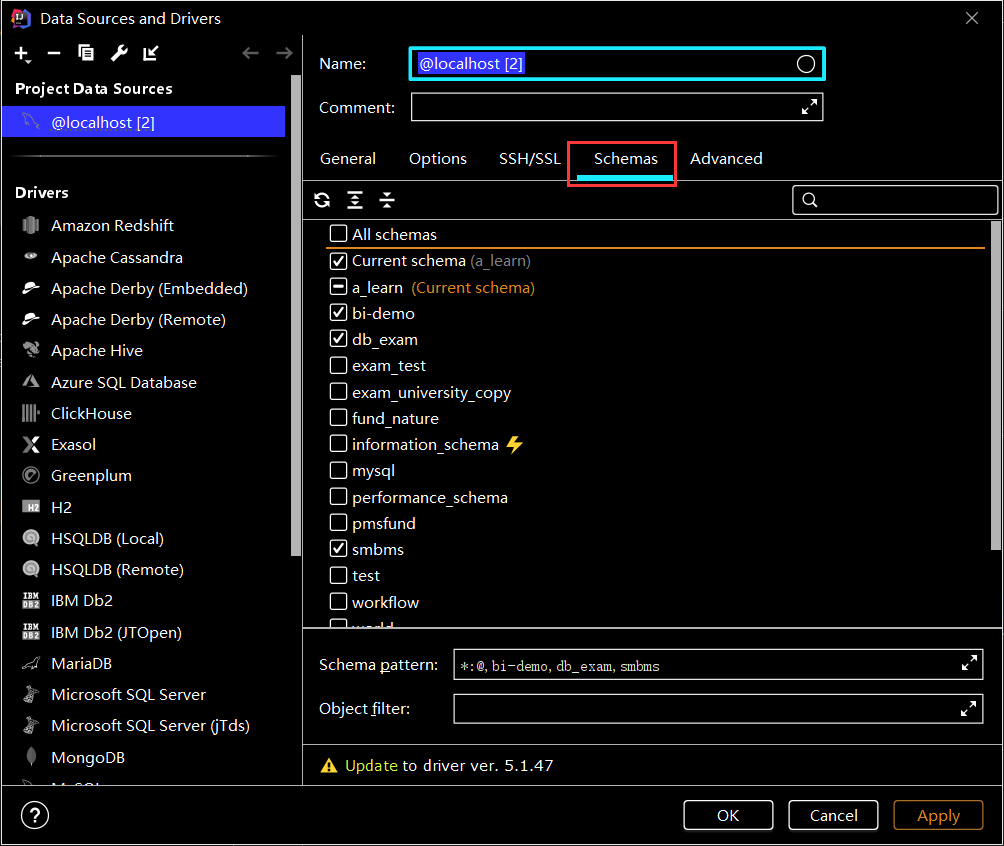 Data Sources and Drivers
Project Data Sources
@localhost [2]
Drivers
Amazon Redshift
Apache Cassandra
Apache Derby (Embedded)
Apache Derby (Remote)
Apache Hive
Azure SQL Database
ClickHouse
Exasol
Greenplum
H2
H2
HSQLDB (Local)
HSQLDB (Remote)
IBM DB2
IBM Db2
IBM DB2
IBM Db2 (JTOpen)
MariaDB
Microsoft SQL Server
Microsoft SQL Server (jTds)
MongoDB
Name: @localhost [2]
Comment:
General Options SSH/SSL Schemas Advanced
All schemas
Current schema (a_learn)
a_learn (Current schema)
bi-demo
db_exam
exam_test
exam_university_copy
fund_nature
information_schema
mysql
performance_schema
pmsfund
smbms
test
workflow
Schema pattern: *:@,bi-demo,db_exam,smbms
Object filter:
Update to driver ver. 5.1.47
? OK Cancel Apply